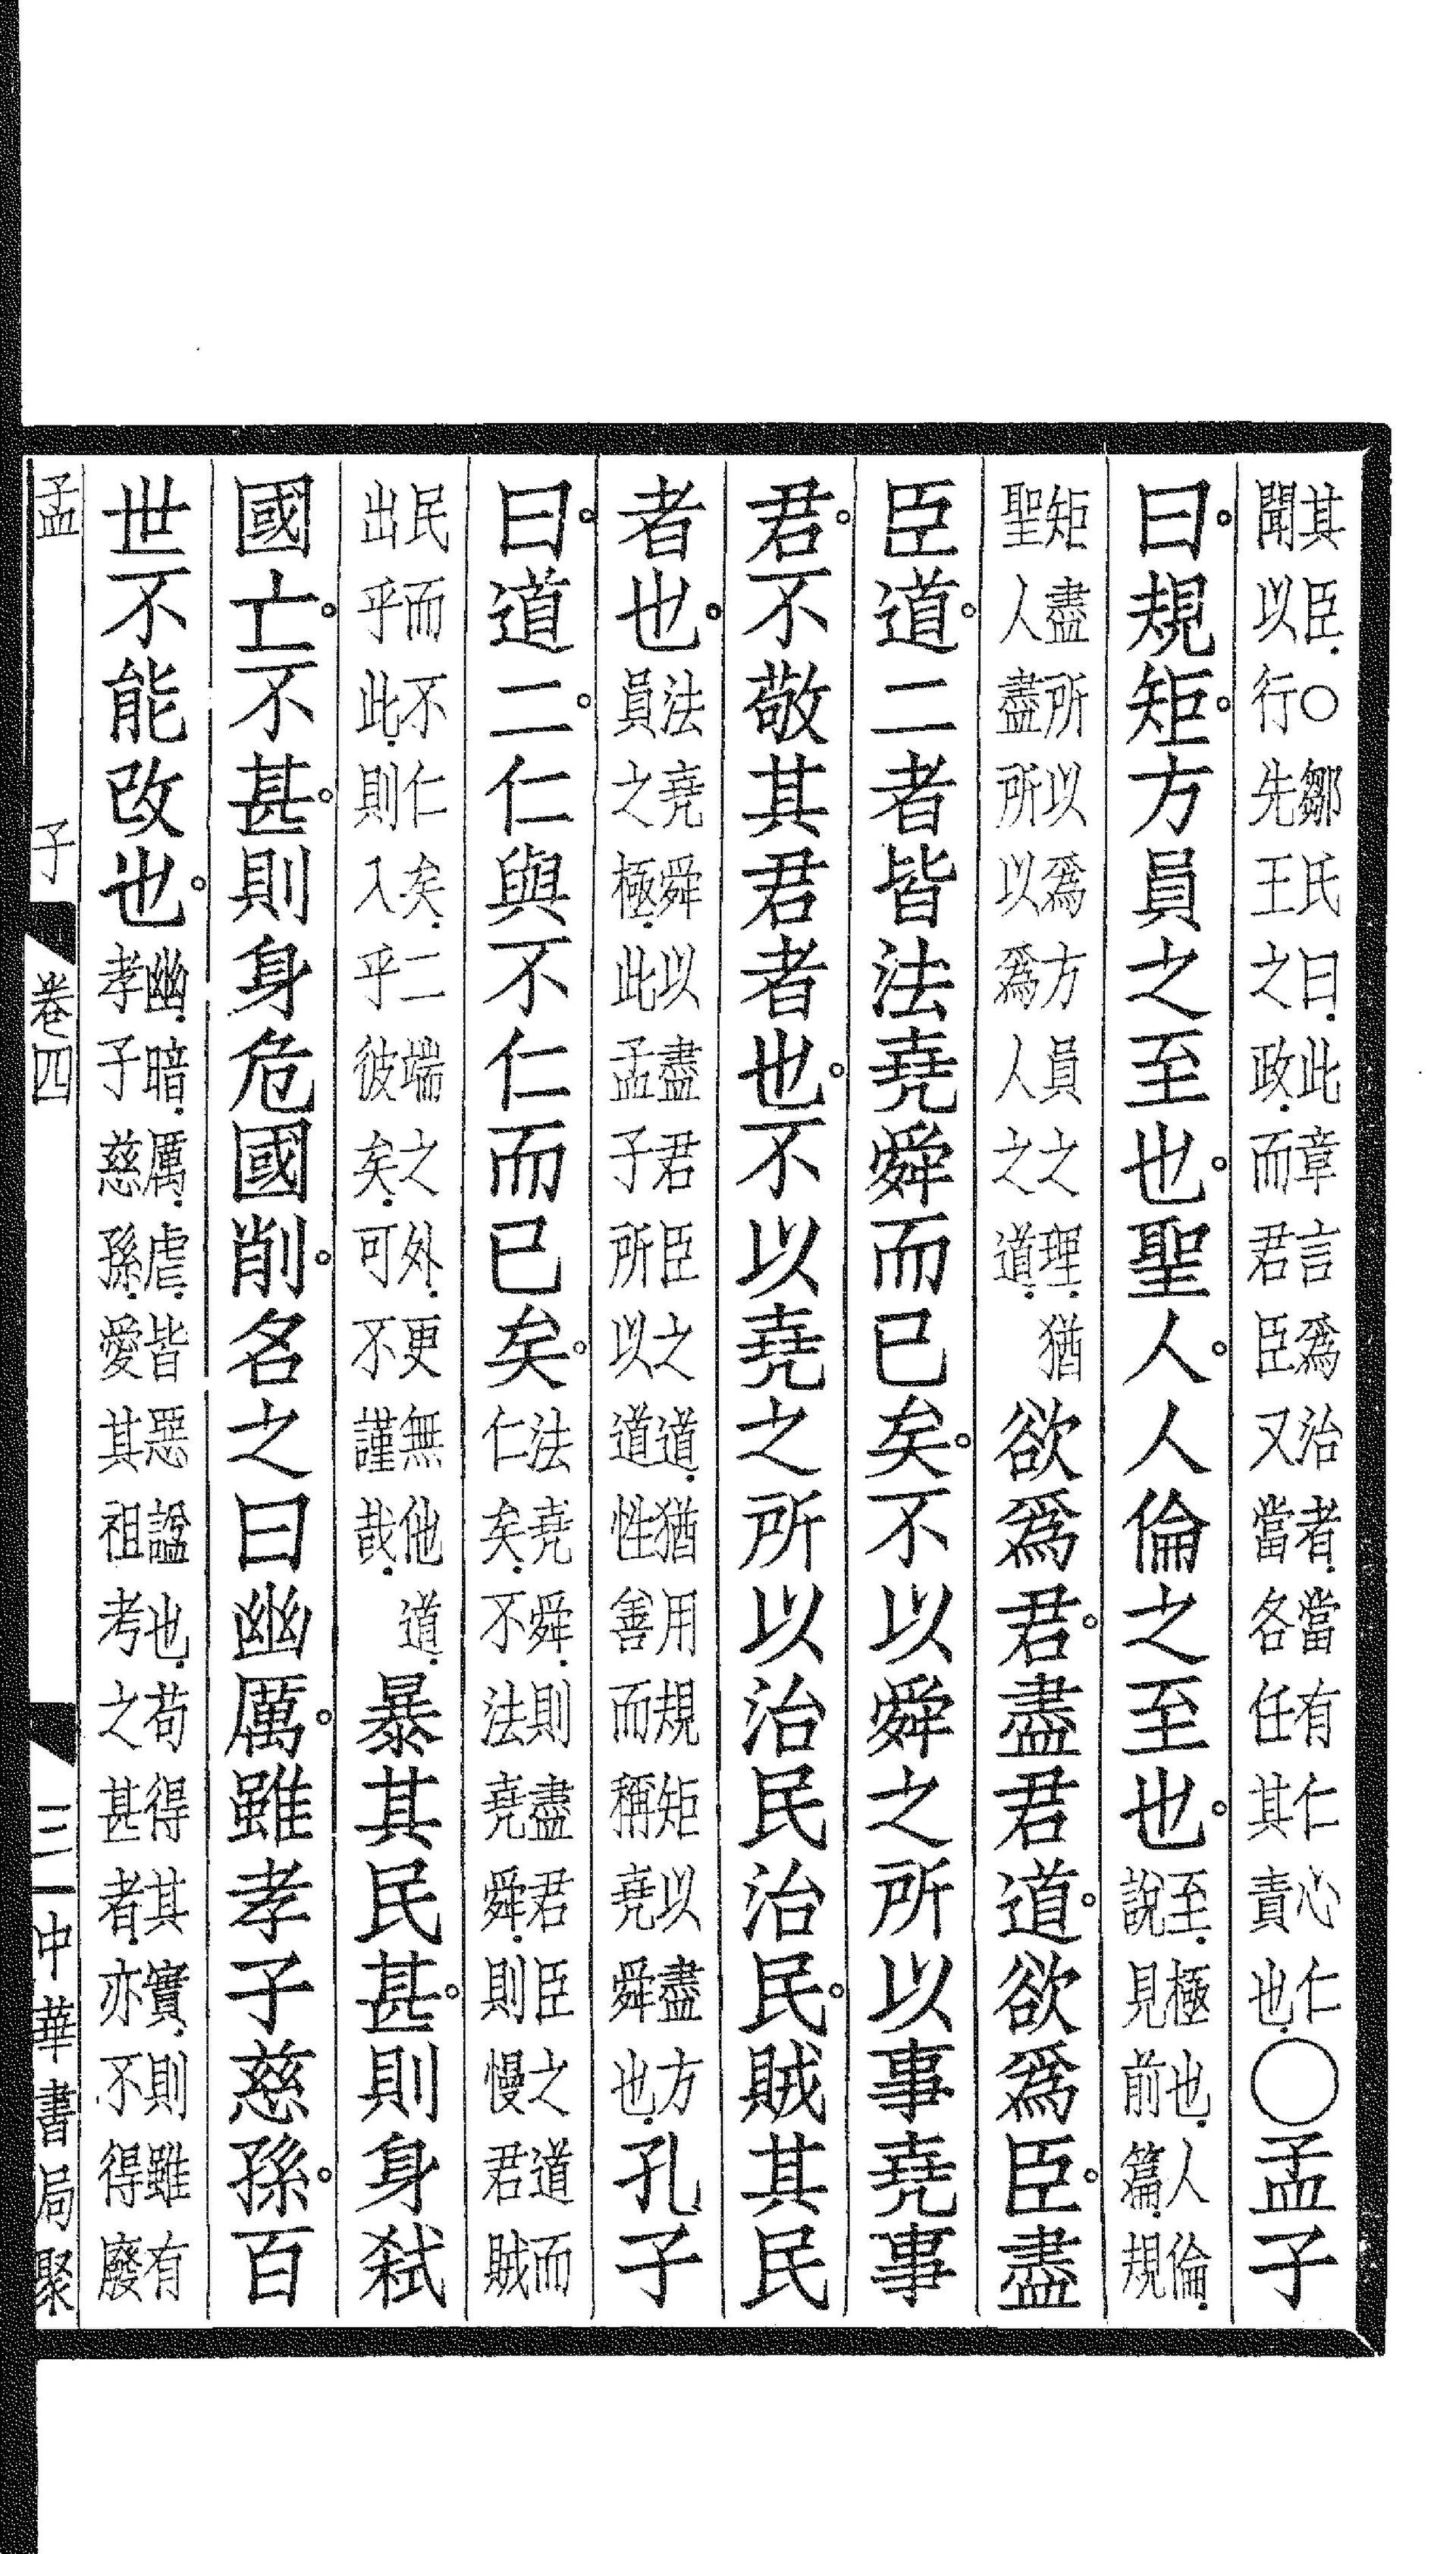 其臣.○鄒氏曰.此章言爲治者.當有仁心仁
聞以行先王之政.而君臣又當各任其責也.
○孟子
曰。規矩。方員之至也。聖人。人倫之至也。
至.極也.人倫.
說見前篇.規
矩盡所以爲方員之理.猶
聖人盡所以爲人之道.
欲爲君。盡君道。欲爲臣。盡
臣道。二者皆法堯舜而已矣。不以舜之所以事堯事
君。不敬其君者也。不以堯之所以治民治民。賊其民
者也。
法堯舜以盡君臣之道.猶用規矩以盡方
員之極.此孟子所以道性善而稱堯舜也.
孔子
曰。道二。仁與不仁而已矣。
法堯舜.則盡君臣之道而
仁矣.不法堯舜.則慢君賊
民而不仁矣.二端之外.更無他道.
出乎此.則入乎彼矣.可不謹哉.
暴其民甚。則身弒
國亡。不甚。則身危國削。名之曰幽厲。雖孝子慈孫。百
世不能改也。
幽.暗.厲.虐.皆惡諡也.苟得其實.則雖有
孝子慈孫.愛其祖考之甚者.亦不得廢
孟子 卷四 三 中華書局聚